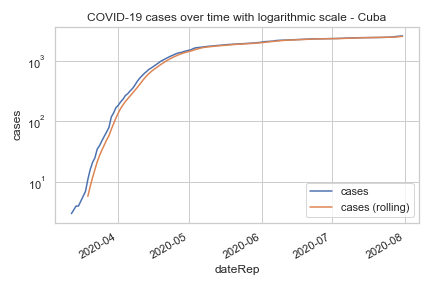 COVID-19 cases over time with logarithmic scale - Cuba
cases
10³
10²
10¹
cases
cases (rolling)
2020-04
2020-05
2020-06
2020-07
2020-08
dateRep